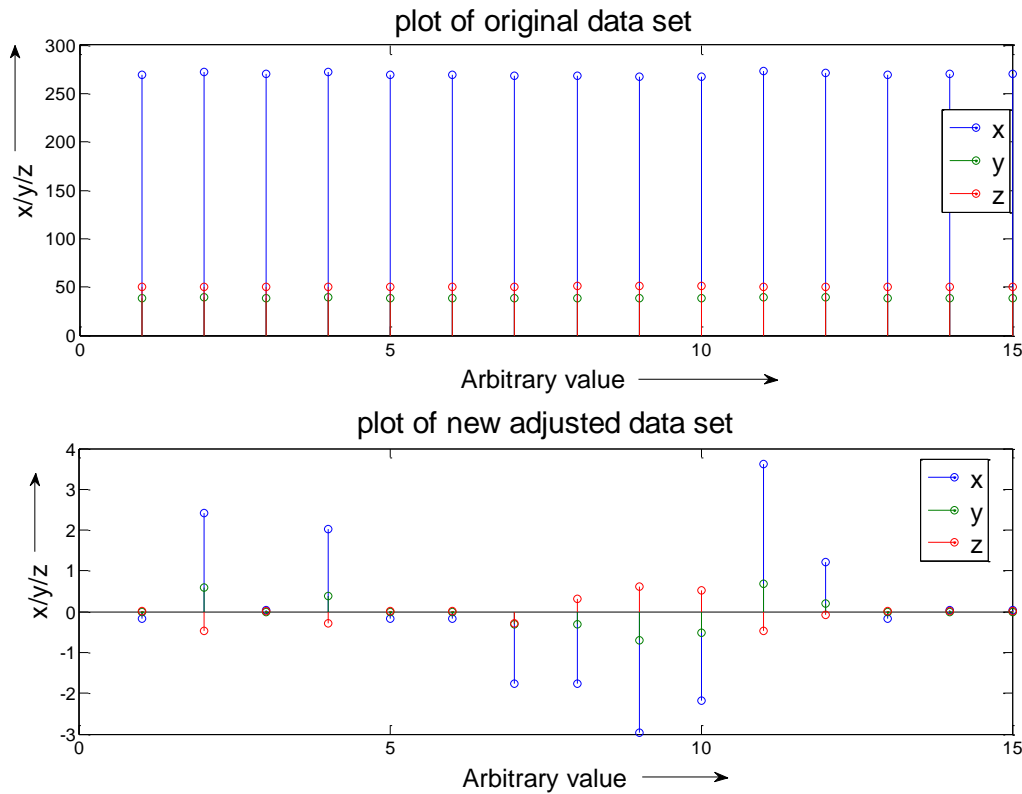 plot of original data set
300
250
200
150
100
50
0
x/y/z
x
y
z
0 5 10 15
Arbitrary value
plot of new adjusted data set
4
3
2
1
0
-1
-2
-3
x/y/z
x
y
z
0 5 10 15
Arbitrary value